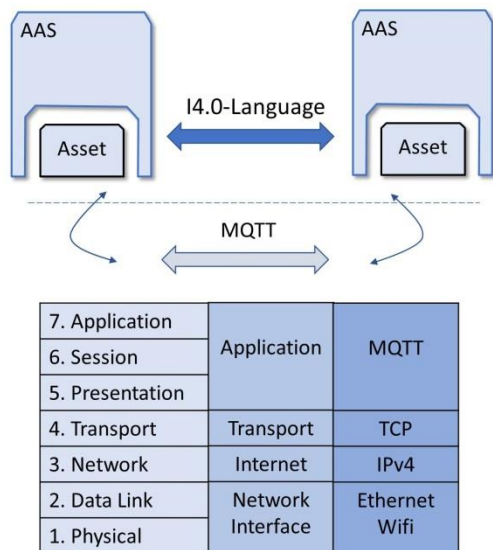 AAS
AAS
I4.0-Language
Asset
Asset
MQTT
7. Application
6. Session
5. Presentation
Application
MQTT
4. Transport
Transport
TCP
3. Network
Internet
IPv4
2. Data Link
1. Physical
Network
Interface
Ethernet
Wifi